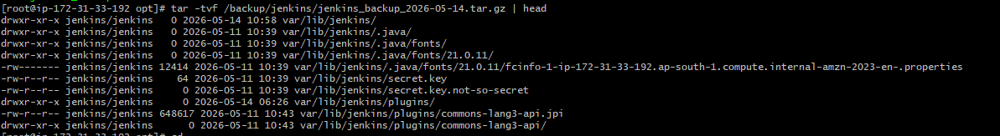 [root@ip-172-31-33-192 opt]# tar -tvf /backup/jenkins/jenkins_backup_2026-05-14.tar.gz | head
drwxr-xr-x jenkins/jenkins   0 2026-05-14 10:58 var/lib/jenkins/
drwxr-xr-x jenkins/jenkins   0 2026-05-11 10:39 var/lib/jenkins/.java/
drwxr-xr-x jenkins/jenkins   0 2026-05-11 10:39 var/lib/jenkins/.java/fonts/
drwxr-xr-x jenkins/jenkins   0 2026-05-11 10:39 var/lib/jenkins/.java/fonts/21.0.11/
-rw------- jenkins/jenkins 12414 2026-05-11 10:39 var/lib/jenkins/.java/fonts/21.0.11/fcinfo-1-ip-172-31-33-192.ap-south-1.compute.internal-amzn-2023-en-.properties
-rw-r--r-- jenkins/jenkins    64 2026-05-11 10:39 var/lib/jenkins/secret.key
-rw-r--r-- jenkins/jenkins     0 2026-05-11 10:39 var/lib/jenkins/secret.key.not-so-secret
drwxr-xr-x jenkins/jenkins     0 2026-05-14 06:26 var/lib/jenkins/plugins/
-rw-r--r-- jenkins/jenkins 648617 2026-05-11 10:43 var/lib/jenkins/plugins/commons-lang3-api.jpi
drwxr-xr-x jenkins/jenkins      0 2026-05-11 10:43 var/lib/jenkins/plugins/commons-lang3-api/